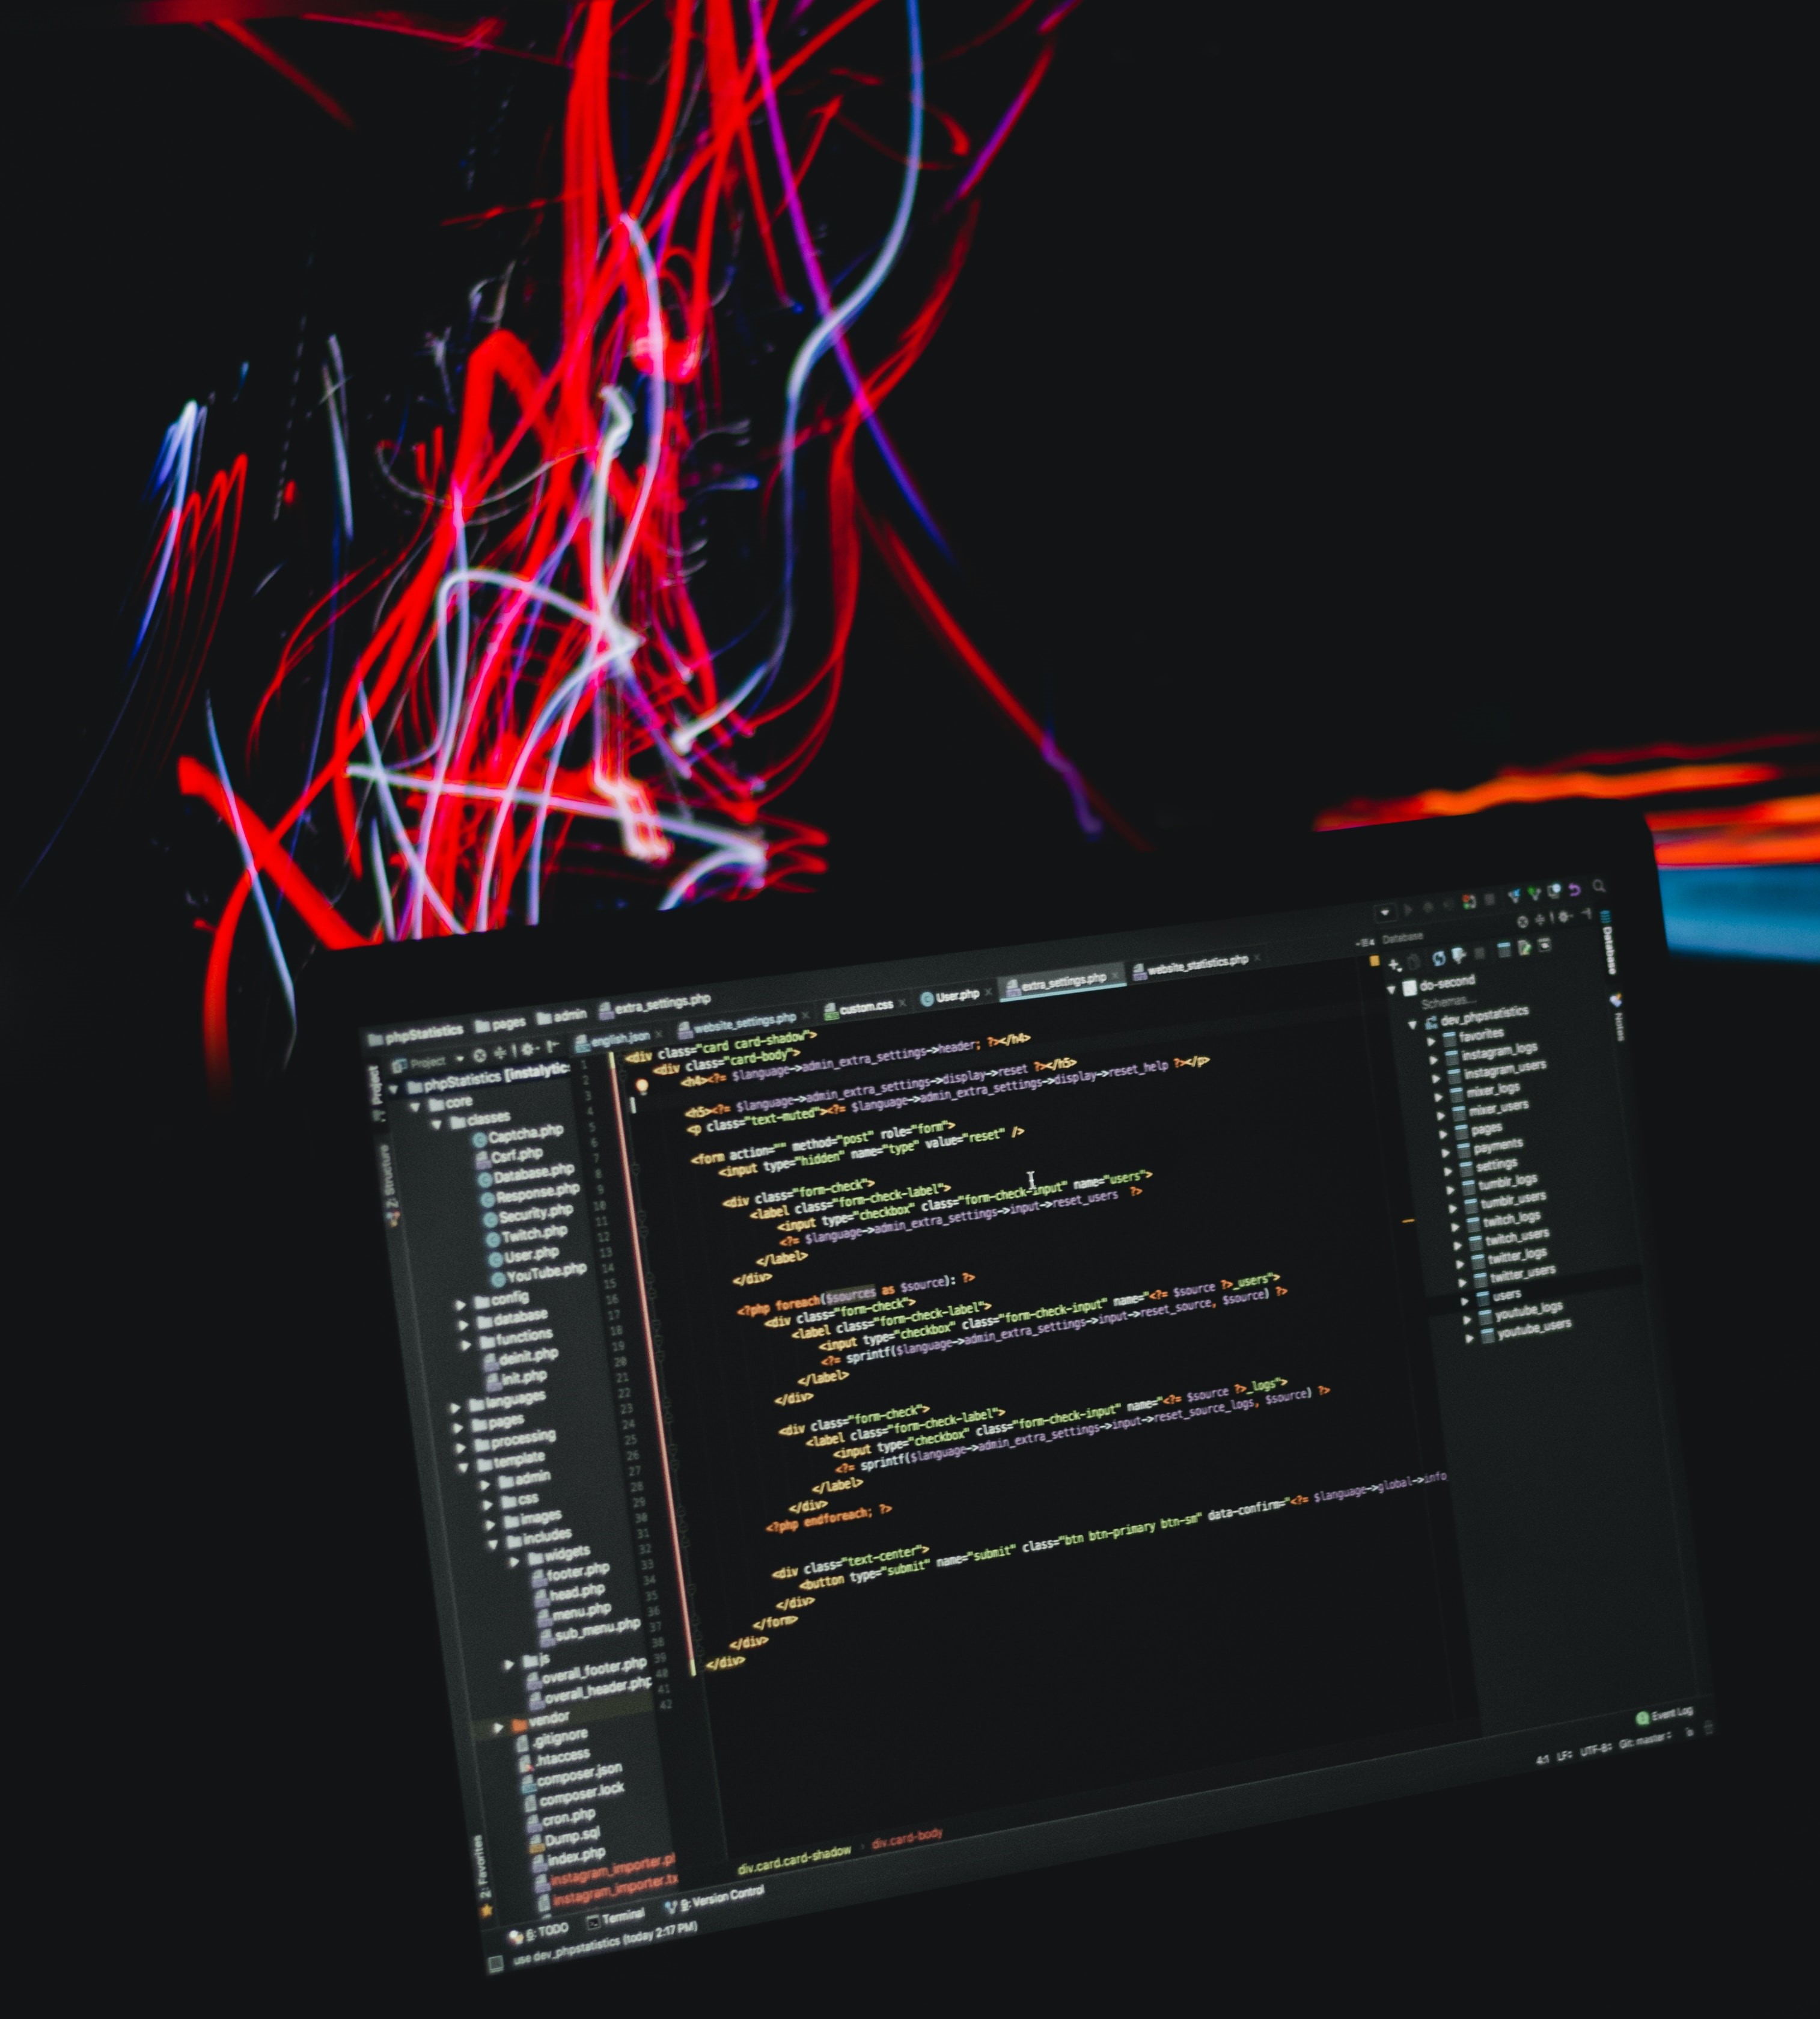 phpStatistics pages admin extra_settings.php
Project
english.json website_settings.php custom.css User.php extra_settings.php website_statistics.php
Project
Z: Structure
2: Favorites
phpStatistics [instalytic
core
classes
Captcha.php
Csrf.php
Database.php
Response.php
Security.php
Twitch.php
User.php
YouTube.php
config
database
functions
deinit.php
init.php
languages
pages
processing
template
admin
css
images
includes
widgets
footer.php
head.php
menu.php
sub_menu.php
js
overall_footer.php
overall_header.php
vendor
.gitignore
.htaccess
composer.json
composer.lock
cron.php
Dump.sql
index.php
instagram_importer.p
instagram_importer.tx
1
2
3
4
5
6
7
8
9
10
11
12
13
14
15
16
17
18
19
20
21
22
23
24
25
26
27
28
29
30
31
32
33
34
35
36
37
38
39
40
41
42
<div class="card card-shadow">
<div class="card-body">
<h4><?= $language->admin_extra_settings->header; ?></h4>
<h5><?= $language->admin_extra_settings->display->reset ?></h5>
<p class="text-muted"><?= $language->admin_extra_settings->display->reset_help ?></p>
<form action="" method="post" role="form">
<input type="hidden" name="type" value="reset" />
<div class="form-check">
<label class="form-check-label">
<input type="checkbox" class="form-check-input" name="users">
<?= $language->admin_extra_settings->input->reset_users ?>
</label>
</div>
<?php foreach($sources as $source): ?>
<div class="form-check">
<label class="form-check-label">
<input type="checkbox" class="form-check-input" name="<?= $source ?>_users">
<?= sprintf($language->admin_extra_settings->input->reset_source, $source) ?>
</label>
</div>
<div class="form-check">
<label class="form-check-label">
<input type="checkbox" class="form-check-input" name="<?= $source ?>_logs">
<?= sprintf($language->admin_extra_settings->input->reset_source_logs, $source) ?>
</label>
</div>
<?php endforeach; ?>
<div class="text-center">
<button type="submit" name="submit" class="btn btn-primary btn-sm" data-confirm="<?= $language->global->info
</div>
</form>
</div>
</div>
div.card.card-shadow div.card-body
Database
do-second
Schemas...
dev_phpstatistics
favorites
instagram_logs
instagram_users
mixer_logs
mixer_users
pages
payments
settings
tumblr_logs
tumblr_users
twitch_logs
twitch_users
twitter_logs
twitter_users
users
youtube_logs
youtube_users
Database
Notes
6: TODO Terminal 9: Version Control
Event Log
use dev_phpstatistics (today 2:17 PM)
4:1 LF: UTF-8: Git: master: